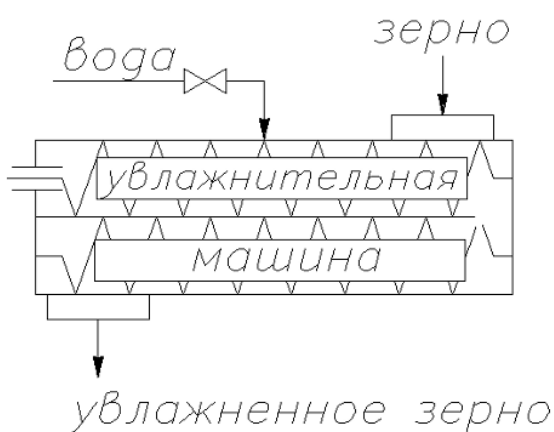 зерно
вода
увлажнительная
машина
увлажненное зерно